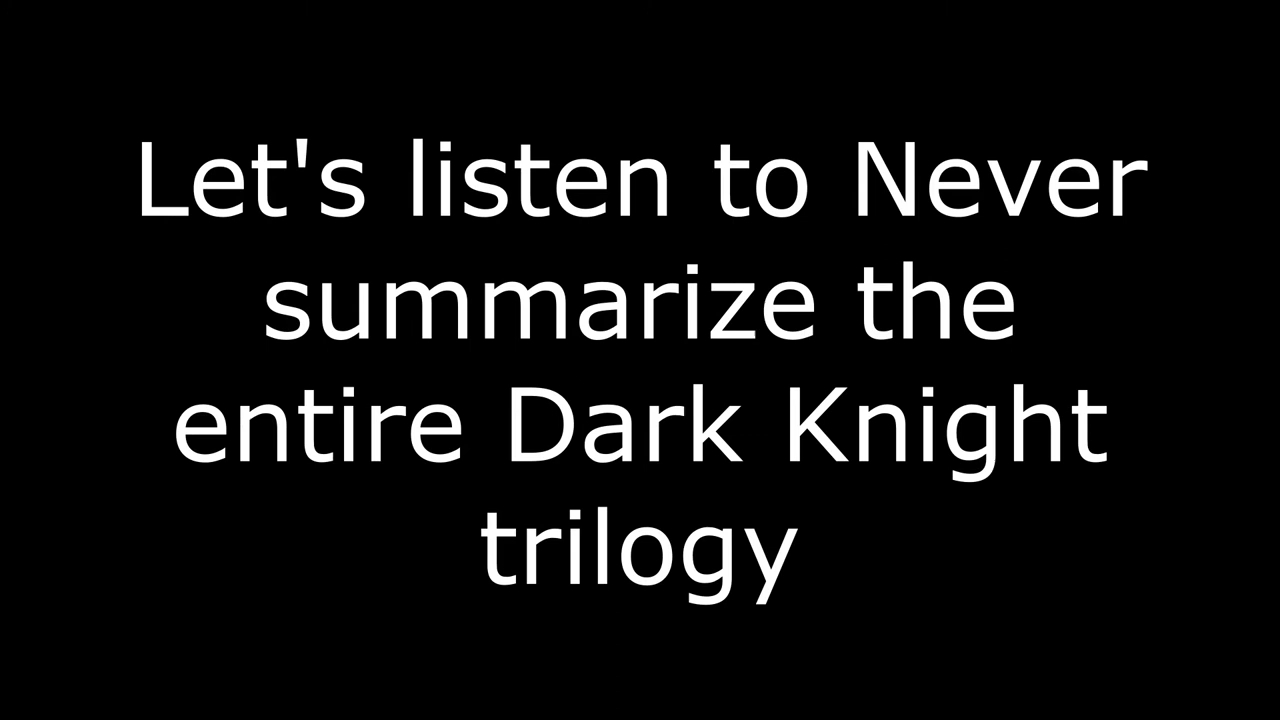 Let's listen to Never
summarize the
entire Dark Knight
trilogy